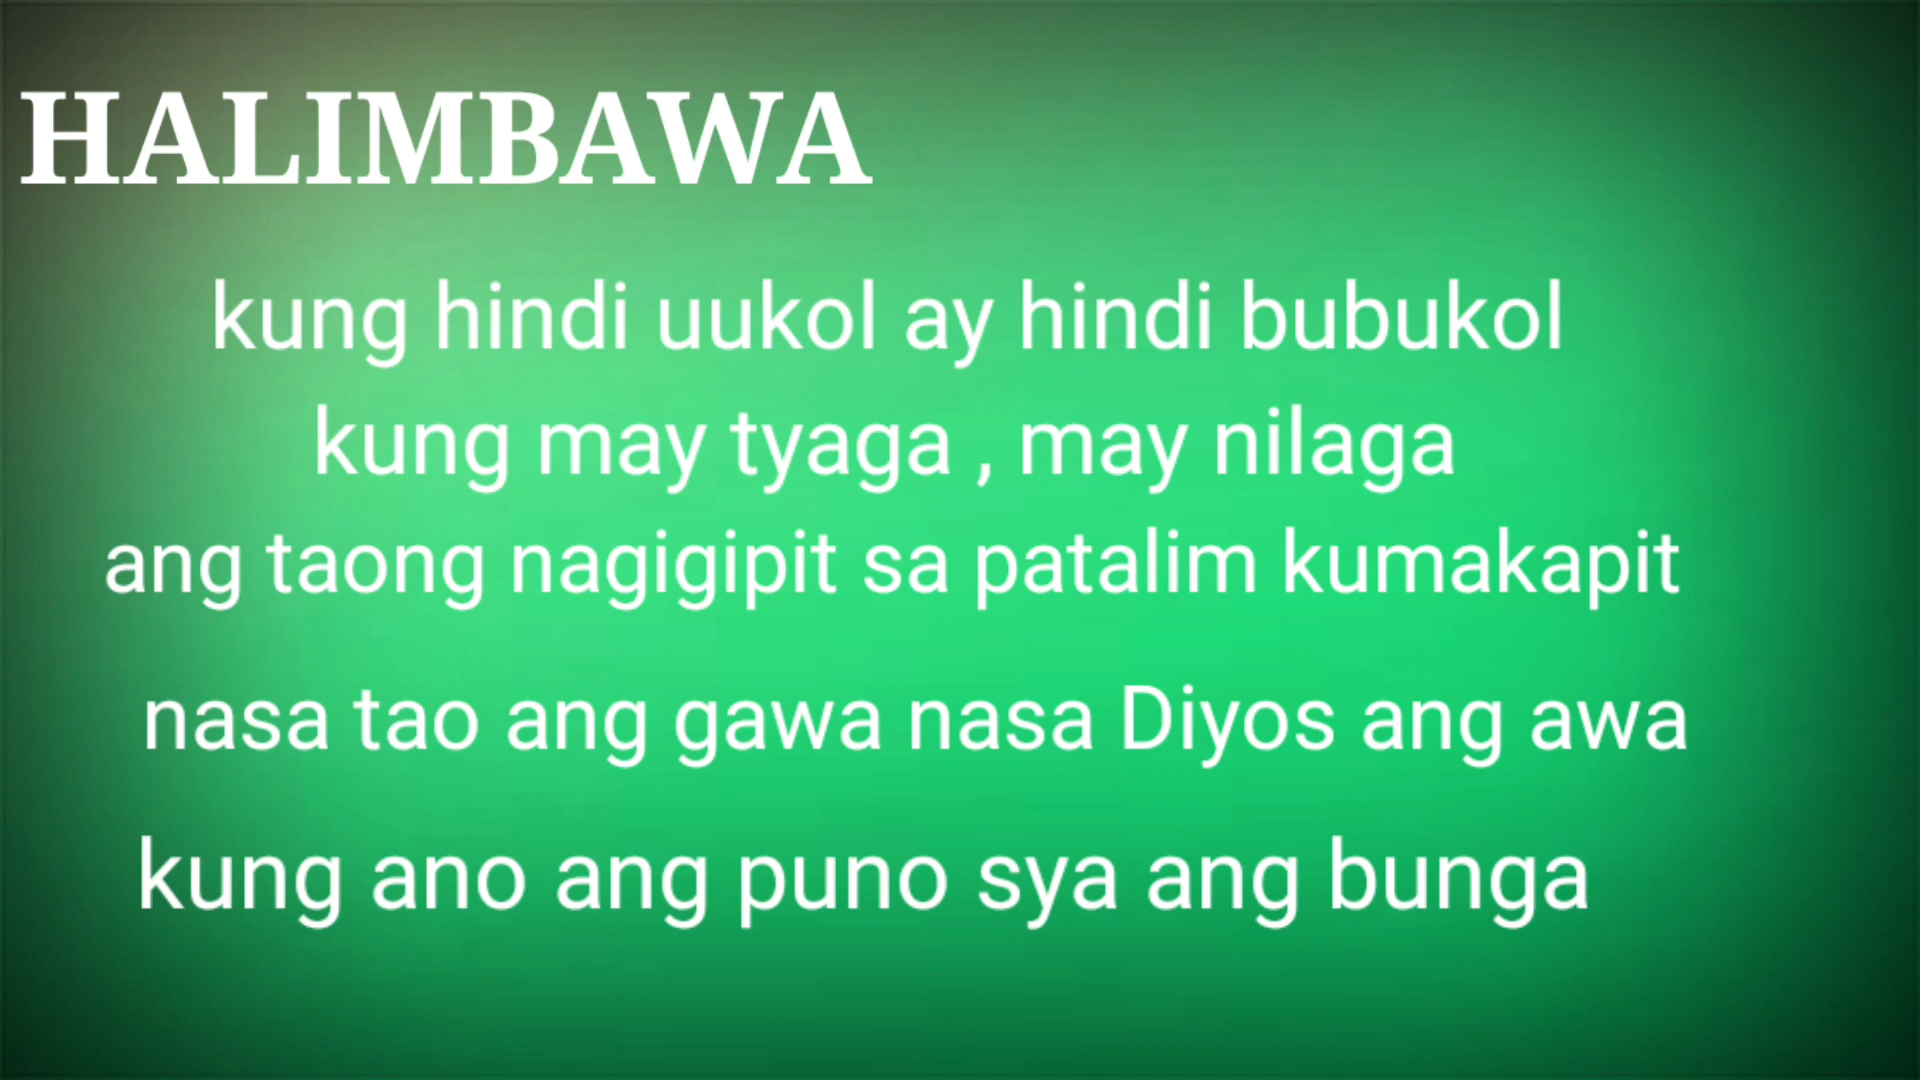 HALIMBAWA
kung hindi uukol ay hindi bubukol
kung may tyaga , may nilaga
ang taong nagigipit sa patalim kumakapit
nasa tao ang gawa nasa Diyos ang awa
kung ano ang puno sya ang bunga